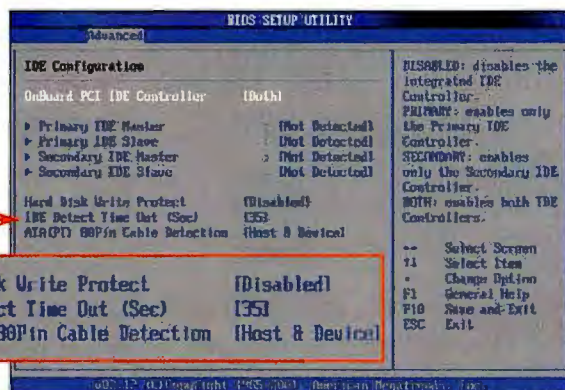 BIOS SETUP UTILITY
Advanced
IDE Configuration
OnBoard PCI IDE Controller [Both]
Primary IDE Master : [Not Detected]
Primary IDE Slave : [Not Detected]
Secondary IDE Master : [Not Detected]
Secondary IDE Slave : [Not Detected]
Hard Disk Write Protect [Disabled]
IDE Detect Time Out (Sec) [35]
ATA(PI) 80Pin Cable Detection [Host & Device]
k Write Protect [Disabled]
ct Time Out (Sec) [35]
80Pin Cable Detection [Host & Device]
DISABLED: disables the
integrated IDE
Controller.
PRIMARY: enables only
the Primary IDE
Controller.
SECONDARY: enables
only the Secondary IDE
Controller.
BOTH: enables both IDE
Controllers.
↔ Select Screen
↑↓ Select Item
Change Option
F1 General Help
F10 Save and Exit
ESC Exit
American Megatrends, Inc.